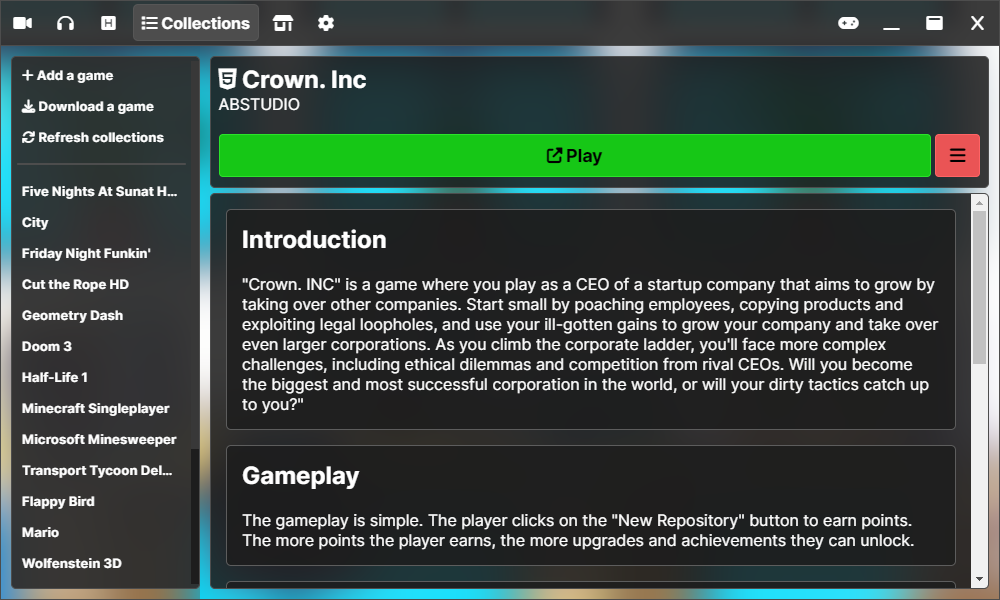 Collections
+ Add a game
Download a game
Refresh collections
Five Nights At Sunat H...
City
Friday Night Funkin'
Cut the Rope HD
Geometry Dash
Doom 3
Half-Life 1
Minecraft Singleplayer
Microsoft Minesweeper
Transport Tycoon Del...
Flappy Bird
Mario
Wolfenstein 3D
Crown. Inc
ABSTUDIO
Play
Introduction
"Crown. INC" is a game where you play as a CEO of a startup company that aims to grow by
taking over other companies. Start small by poaching employees, copying products and
exploiting legal loopholes, and use your ill-gotten gains to grow your company and take over
even larger corporations. As you climb the corporate ladder, you'll face more complex
challenges, including ethical dilemmas and competition from rival CEOs. Will you become
the biggest and most successful corporation in the world, or will your dirty tactics catch up
to you?"
Gameplay
The gameplay is simple. The player clicks on the "New Repository" button to earn points.
The more points the player earns, the more upgrades and achievements they can unlock.